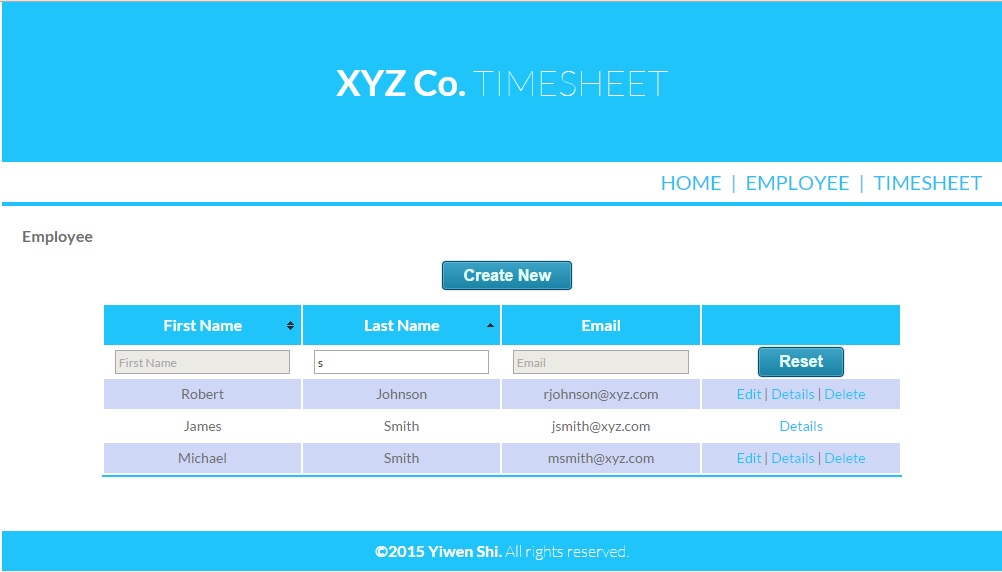 XYZ Co. TIMESHEET
HOME | EMPLOYEE | TIMESHEET
Employee
Create New
First Name Last Name Email
First Name s Email Reset
Robert Johnson rjohnson@xyz.com Edit | Details | Delete
James Smith jsmith@xyz.com Details
Michael Smith msmith@xyz.com Edit | Details | Delete
©2015 Yiwen Shi. All rights reserved.